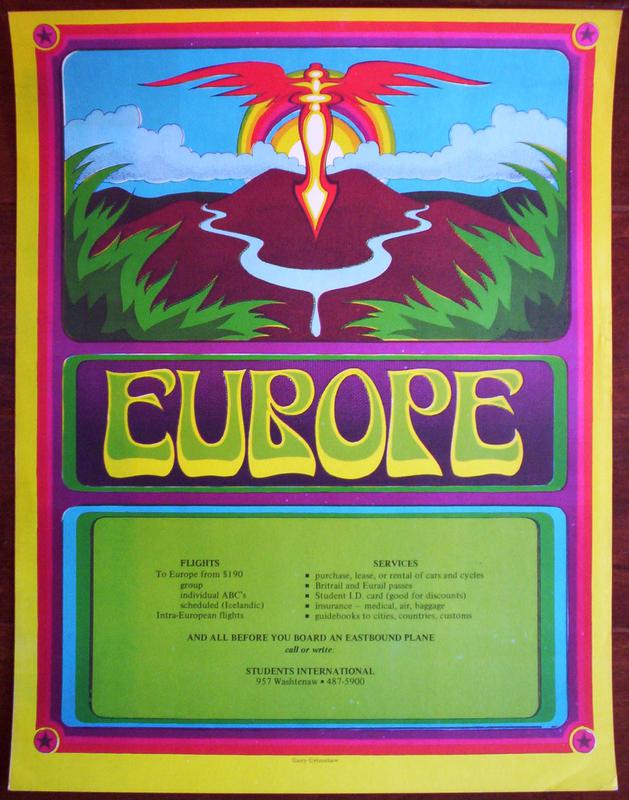 EUROPE
FLIGHTS
To Europe from $190
group
individual ABC's
scheduled (Icelandic)
Intra-European flights
SERVICES
▪ purchase, lease, or rental of cars and cycles
▪ Britrail and Eurail passes
▪ Student I.D. card (good for discounts)
▪ insurance – medical, air, baggage
▪ guidebooks to cities, countries, customs
AND ALL BEFORE YOU BOARD AN EASTBOUND PLANE
call or write:
STUDENTS INTERNATIONAL
957 Washtenaw • 487-5900
Gary Grimshaw